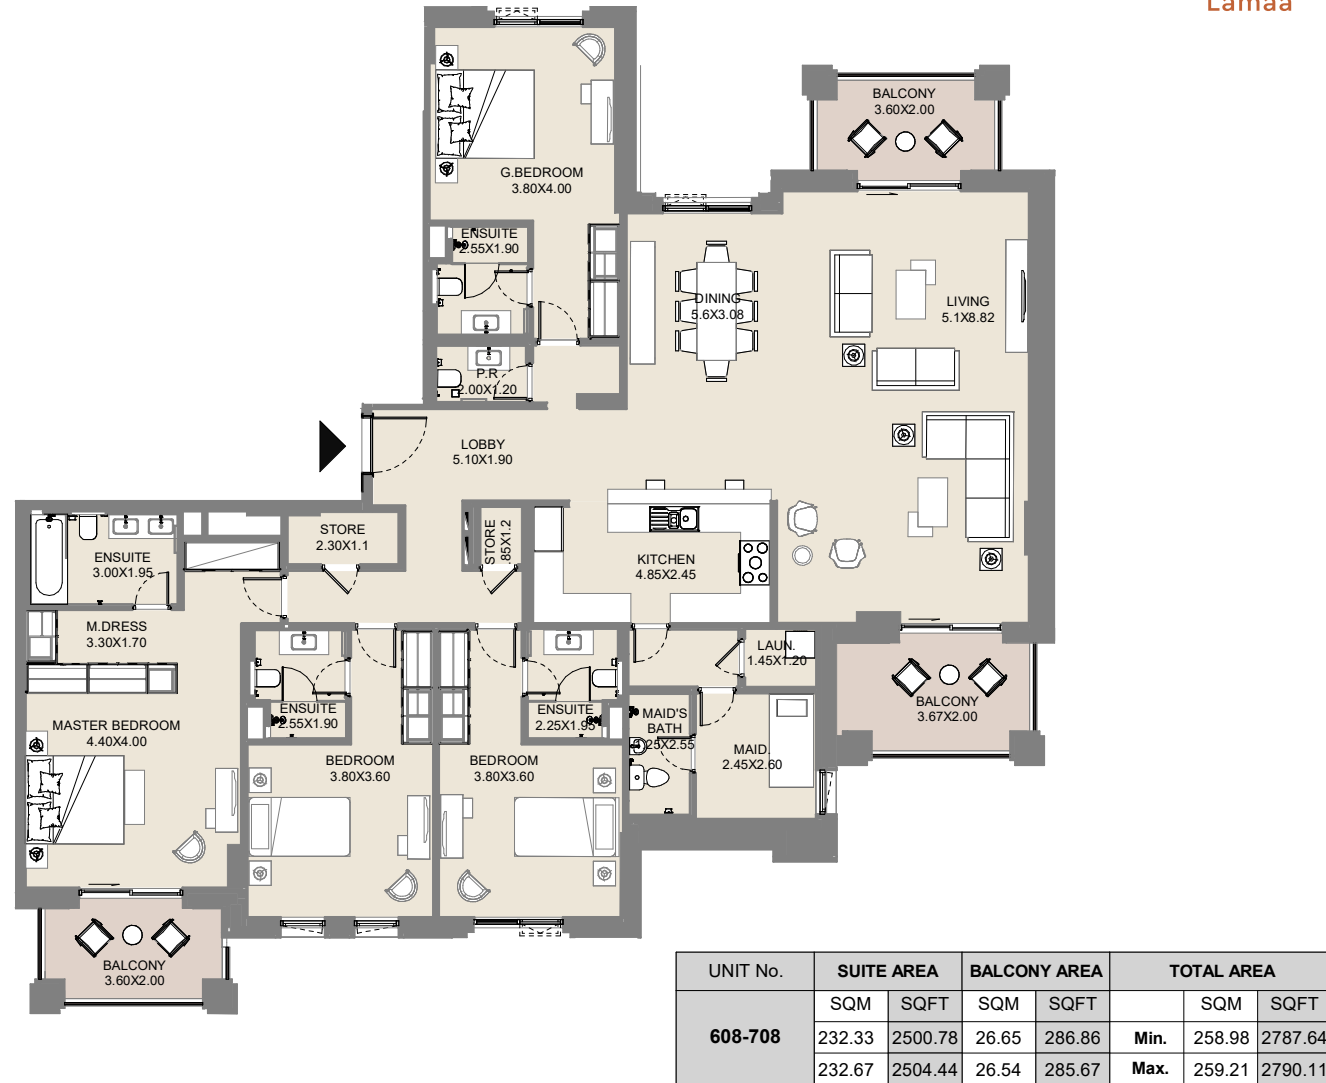 Lamaa
BALCONY
3.60X2.00
G.BEDROOM
3.80X4.00
ENSUITE
2.55X1.90
DINING
5.6X3.08
LIVING
5.1X8.82
P.R
2.00X1.20
LOBBY
5.10X1.90
STORE
2.30X1.1
STORE
.85X1.2
ENSUITE
3.00X1.95
KITCHEN
4.85X2.45
M.DRESS
3.30X1.70
LAUN.
1.45X1.20
ENSUITE
2.55X1.90
ENSUITE
2.25X1.95
MAID'S
BATH
.25X2.55
MASTER BEDROOM
4.40X4.00
BALCONY
3.67X2.00
MAID.
2.45X2.60
BEDROOM
3.80X3.60
BEDROOM
3.80X3.60
BALCONY
3.60X2.00
UNIT No. SUITE AREA BALCONY AREA TOTAL AREA
SQM SQFT SQM SQFT SQM SQFT
608-708 232.33 2500.78 26.65 286.86 Min. 258.98 2787.64
232.67 2504.44 26.54 285.67 Max. 259.21 2790.11